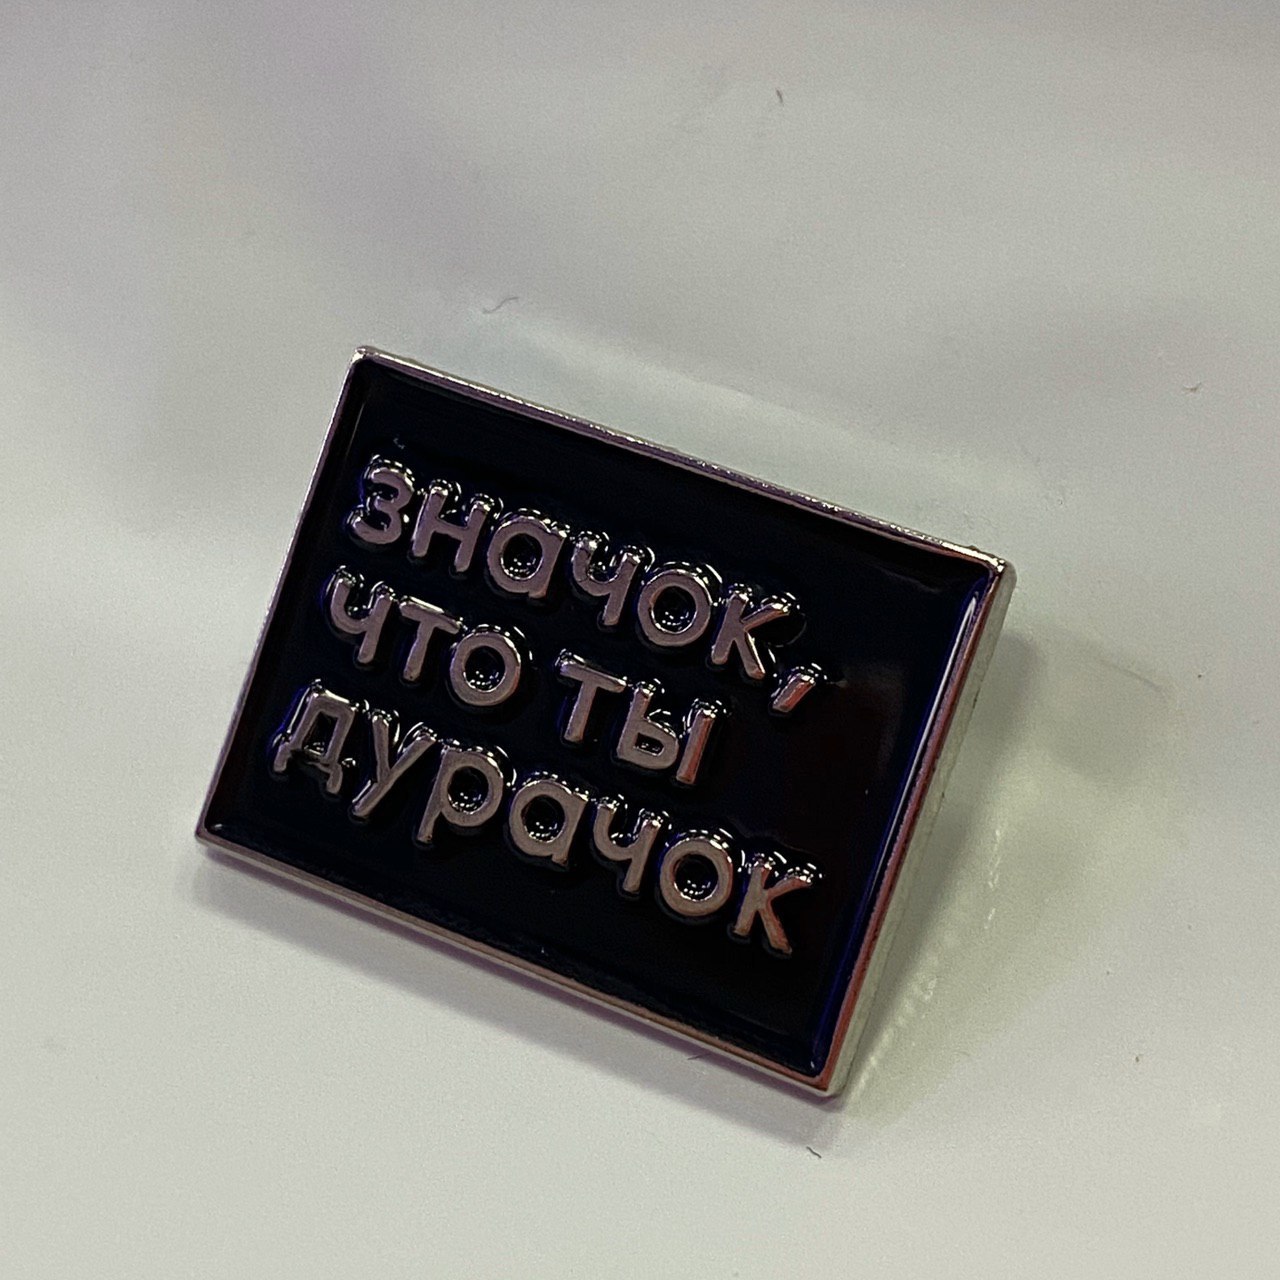 значок,
что ты
дурачок